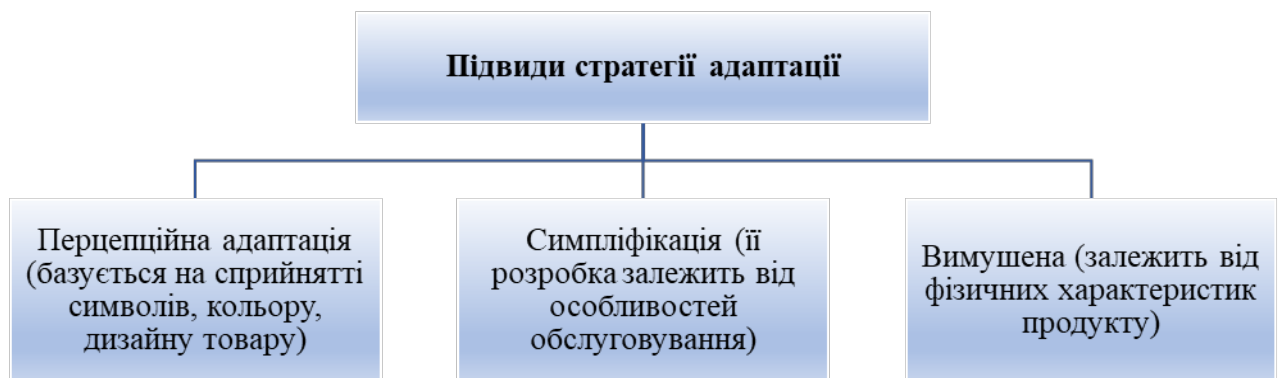 Підвиди стратегії адаптації
Перцепційна адаптація
(базується на сприйнятті
символів, кольору,
дизайну товару)
Симпліфікація (її
розробка залежить від
особливостей
обслуговування)
Вимушена (залежить від
фізичних характеристик
продукту)